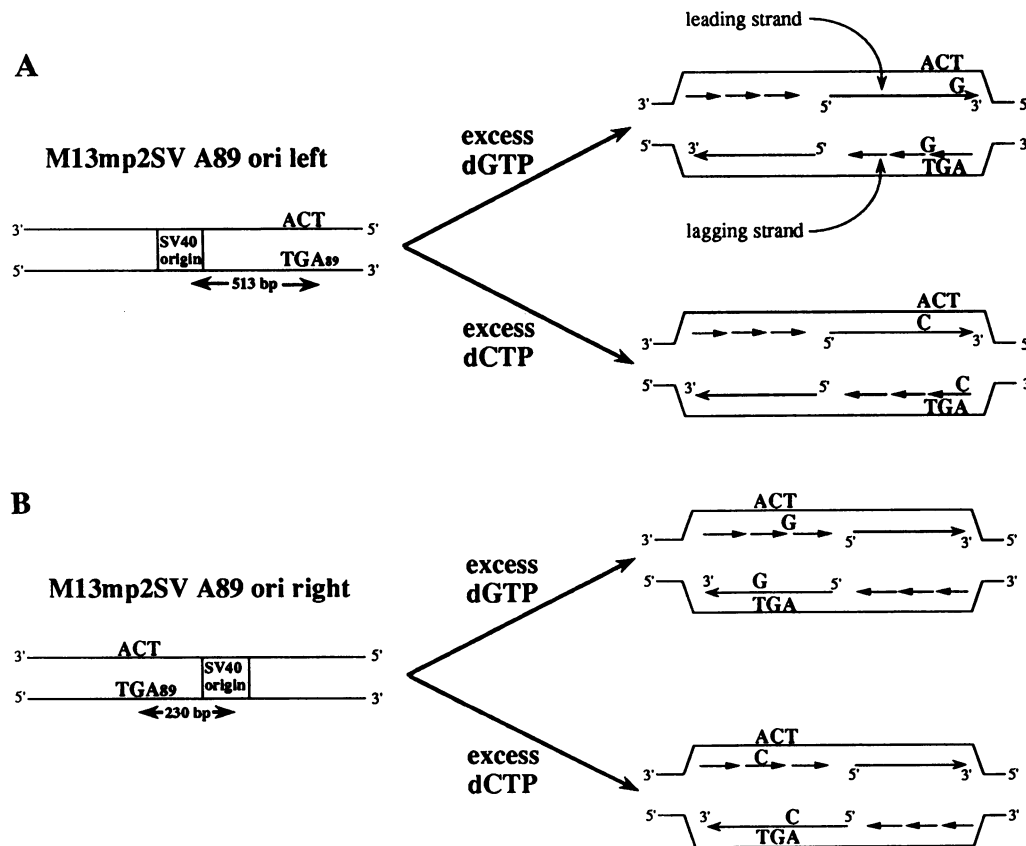 A
M13mp2SV A89 ori left
3' ACT 5'
SV40
origin
5' TGA89 3'
513 bp
excess
dGTP
excess
dCTP
leading strand
ACT
G
3' 5' 3' 5'
5' 3' 5' G 3'
TGA
lagging strand
ACT
C
3' 5' 3' 5'
5' 3' 5' C 3'
TGA
B
M13mp2SV A89 ori right
3' ACT 5'
SV40
origin
5' TGA89 3'
230 bp
excess
dGTP
excess
dCTP
ACT
G
3' 5' 3' 5'
5' 3' G 5' 3'
TGA
ACT
C
3' 5' 3' 5'
5' 3' C 5' 3'
TGA